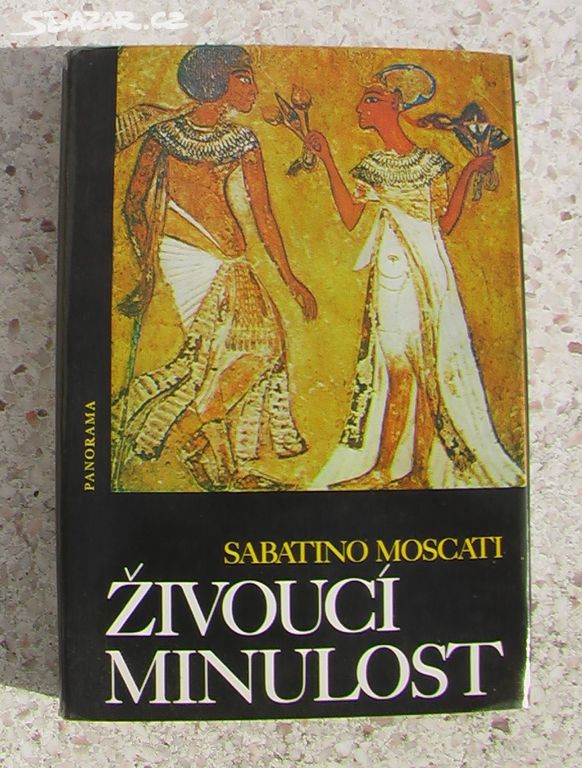 SBAZAR.CZ
PANORAMA
SABATINO MOSCATI
ŽIVOUCÍ
MINULOST